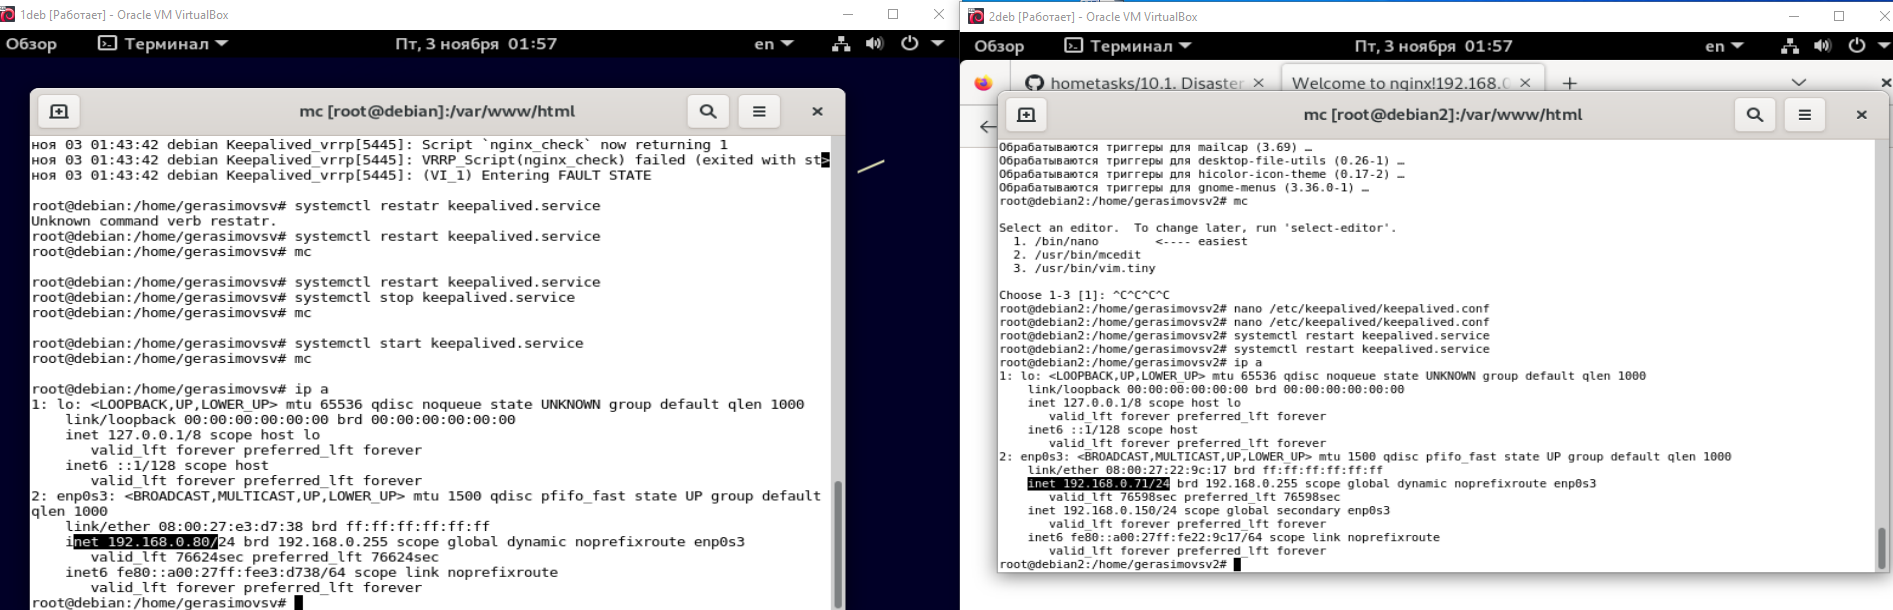 1deb [Работает] - Oracle VM VirtualBox
Обзор Терминал Пт, 3 ноября 01:57 en
mc [root@debian]:/var/www/html
ноя 03 01:43:42 debian Keepalived_vrrp[5445]: Script `nginx_check` now returning 1
ноя 03 01:43:42 debian Keepalived_vrrp[5445]: VRRP_Script(nginx_check) failed (exited with st>
ноя 03 01:43:42 debian Keepalived_vrrp[5445]: (VI_1) Entering FAULT STATE
root@debian:/home/gerasimovsv# systemctl restatr keepalived.service
Unknown command verb restatr.
root@debian:/home/gerasimovsv# systemctl restart keepalived.service
root@debian:/home/gerasimovsv# mc
root@debian:/home/gerasimovsv# systemctl restart keepalived.service
root@debian:/home/gerasimovsv# systemctl stop keepalived.service
root@debian:/home/gerasimovsv# mc
root@debian:/home/gerasimovsv# systemctl start keepalived.service
root@debian:/home/gerasimovsv# mc
root@debian:/home/gerasimovsv# ip a
1: lo: <LOOPBACK,UP,LOWER_UP> mtu 65536 qdisc noqueue state UNKNOWN group default qlen 1000
link/loopback 00:00:00:00:00:00 brd 00:00:00:00:00:00
inet 127.0.0.1/8 scope host lo
valid_lft forever preferred_lft forever
inet6 ::1/128 scope host
valid_lft forever preferred_lft forever
2: enp0s3: <BROADCAST,MULTICAST,UP,LOWER_UP> mtu 1500 qdisc pfifo_fast state UP group default
qlen 1000
link/ether 08:00:27:e3:d7:38 brd ff:ff:ff:ff:ff:ff
inet 192.168.0.80/24 brd 192.168.0.255 scope global dynamic noprefixroute enp0s3
valid_lft 76624sec preferred_lft 76624sec
inet6 fe80::a00:27ff:fee3:d738/64 scope link noprefixroute
valid_lft forever preferred_lft forever
root@debian:/home/gerasimovsv#
2deb [Работает] - Oracle VM VirtualBox
Обзор Терминал Пт, 3 ноября 01:57 en
hometasks/10.1. Disaster Welcome to nginx!192.168.0
mc [root@debian2]:/var/www/html
Обрабатываются триггеры для mailcap (3.69) …
Обрабатываются триггеры для desktop-file-utils (0.26-1) …
Обрабатываются триггеры для hicolor-icon-theme (0.17-2) …
Обрабатываются триггеры для gnome-menus (3.36.0-1) …
root@debian2:/home/gerasimovsv2# mc
Select an editor. To change later, run 'select-editor'.
1. /bin/nano <---- easiest
2. /usr/bin/mcedit
3. /usr/bin/vim.tiny
Choose 1-3 [1]: ^C^C^C^C
root@debian2:/home/gerasimovsv2# nano /etc/keepalived/keepalived.conf
root@debian2:/home/gerasimovsv2# nano /etc/keepalived/keepalived.conf
root@debian2:/home/gerasimovsv2# systemctl restart keepalived.service
root@debian2:/home/gerasimovsv2# systemctl restart keepalived.service
root@debian2:/home/gerasimovsv2# ip a
1: lo: <LOOPBACK,UP,LOWER_UP> mtu 65536 qdisc noqueue state UNKNOWN group default qlen 1000
link/loopback 00:00:00:00:00:00 brd 00:00:00:00:00:00
inet 127.0.0.1/8 scope host lo
valid_lft forever preferred_lft forever
inet6 ::1/128 scope host
valid_lft forever preferred_lft forever
2: enp0s3: <BROADCAST,MULTICAST,UP,LOWER_UP> mtu 1500 qdisc pfifo_fast state UP group default qlen 1000
link/ether 08:00:27:22:9c:17 brd ff:ff:ff:ff:ff:ff
inet 192.168.0.71/24 brd 192.168.0.255 scope global dynamic noprefixroute enp0s3
valid_lft 76598sec preferred_lft 76598sec
inet 192.168.0.150/24 scope global secondary enp0s3
valid_lft forever preferred_lft forever
inet6 fe80::a00:27ff:fe22:9c17/64 scope link noprefixroute
valid_lft forever preferred_lft forever
root@debian2:/home/gerasimovsv2#